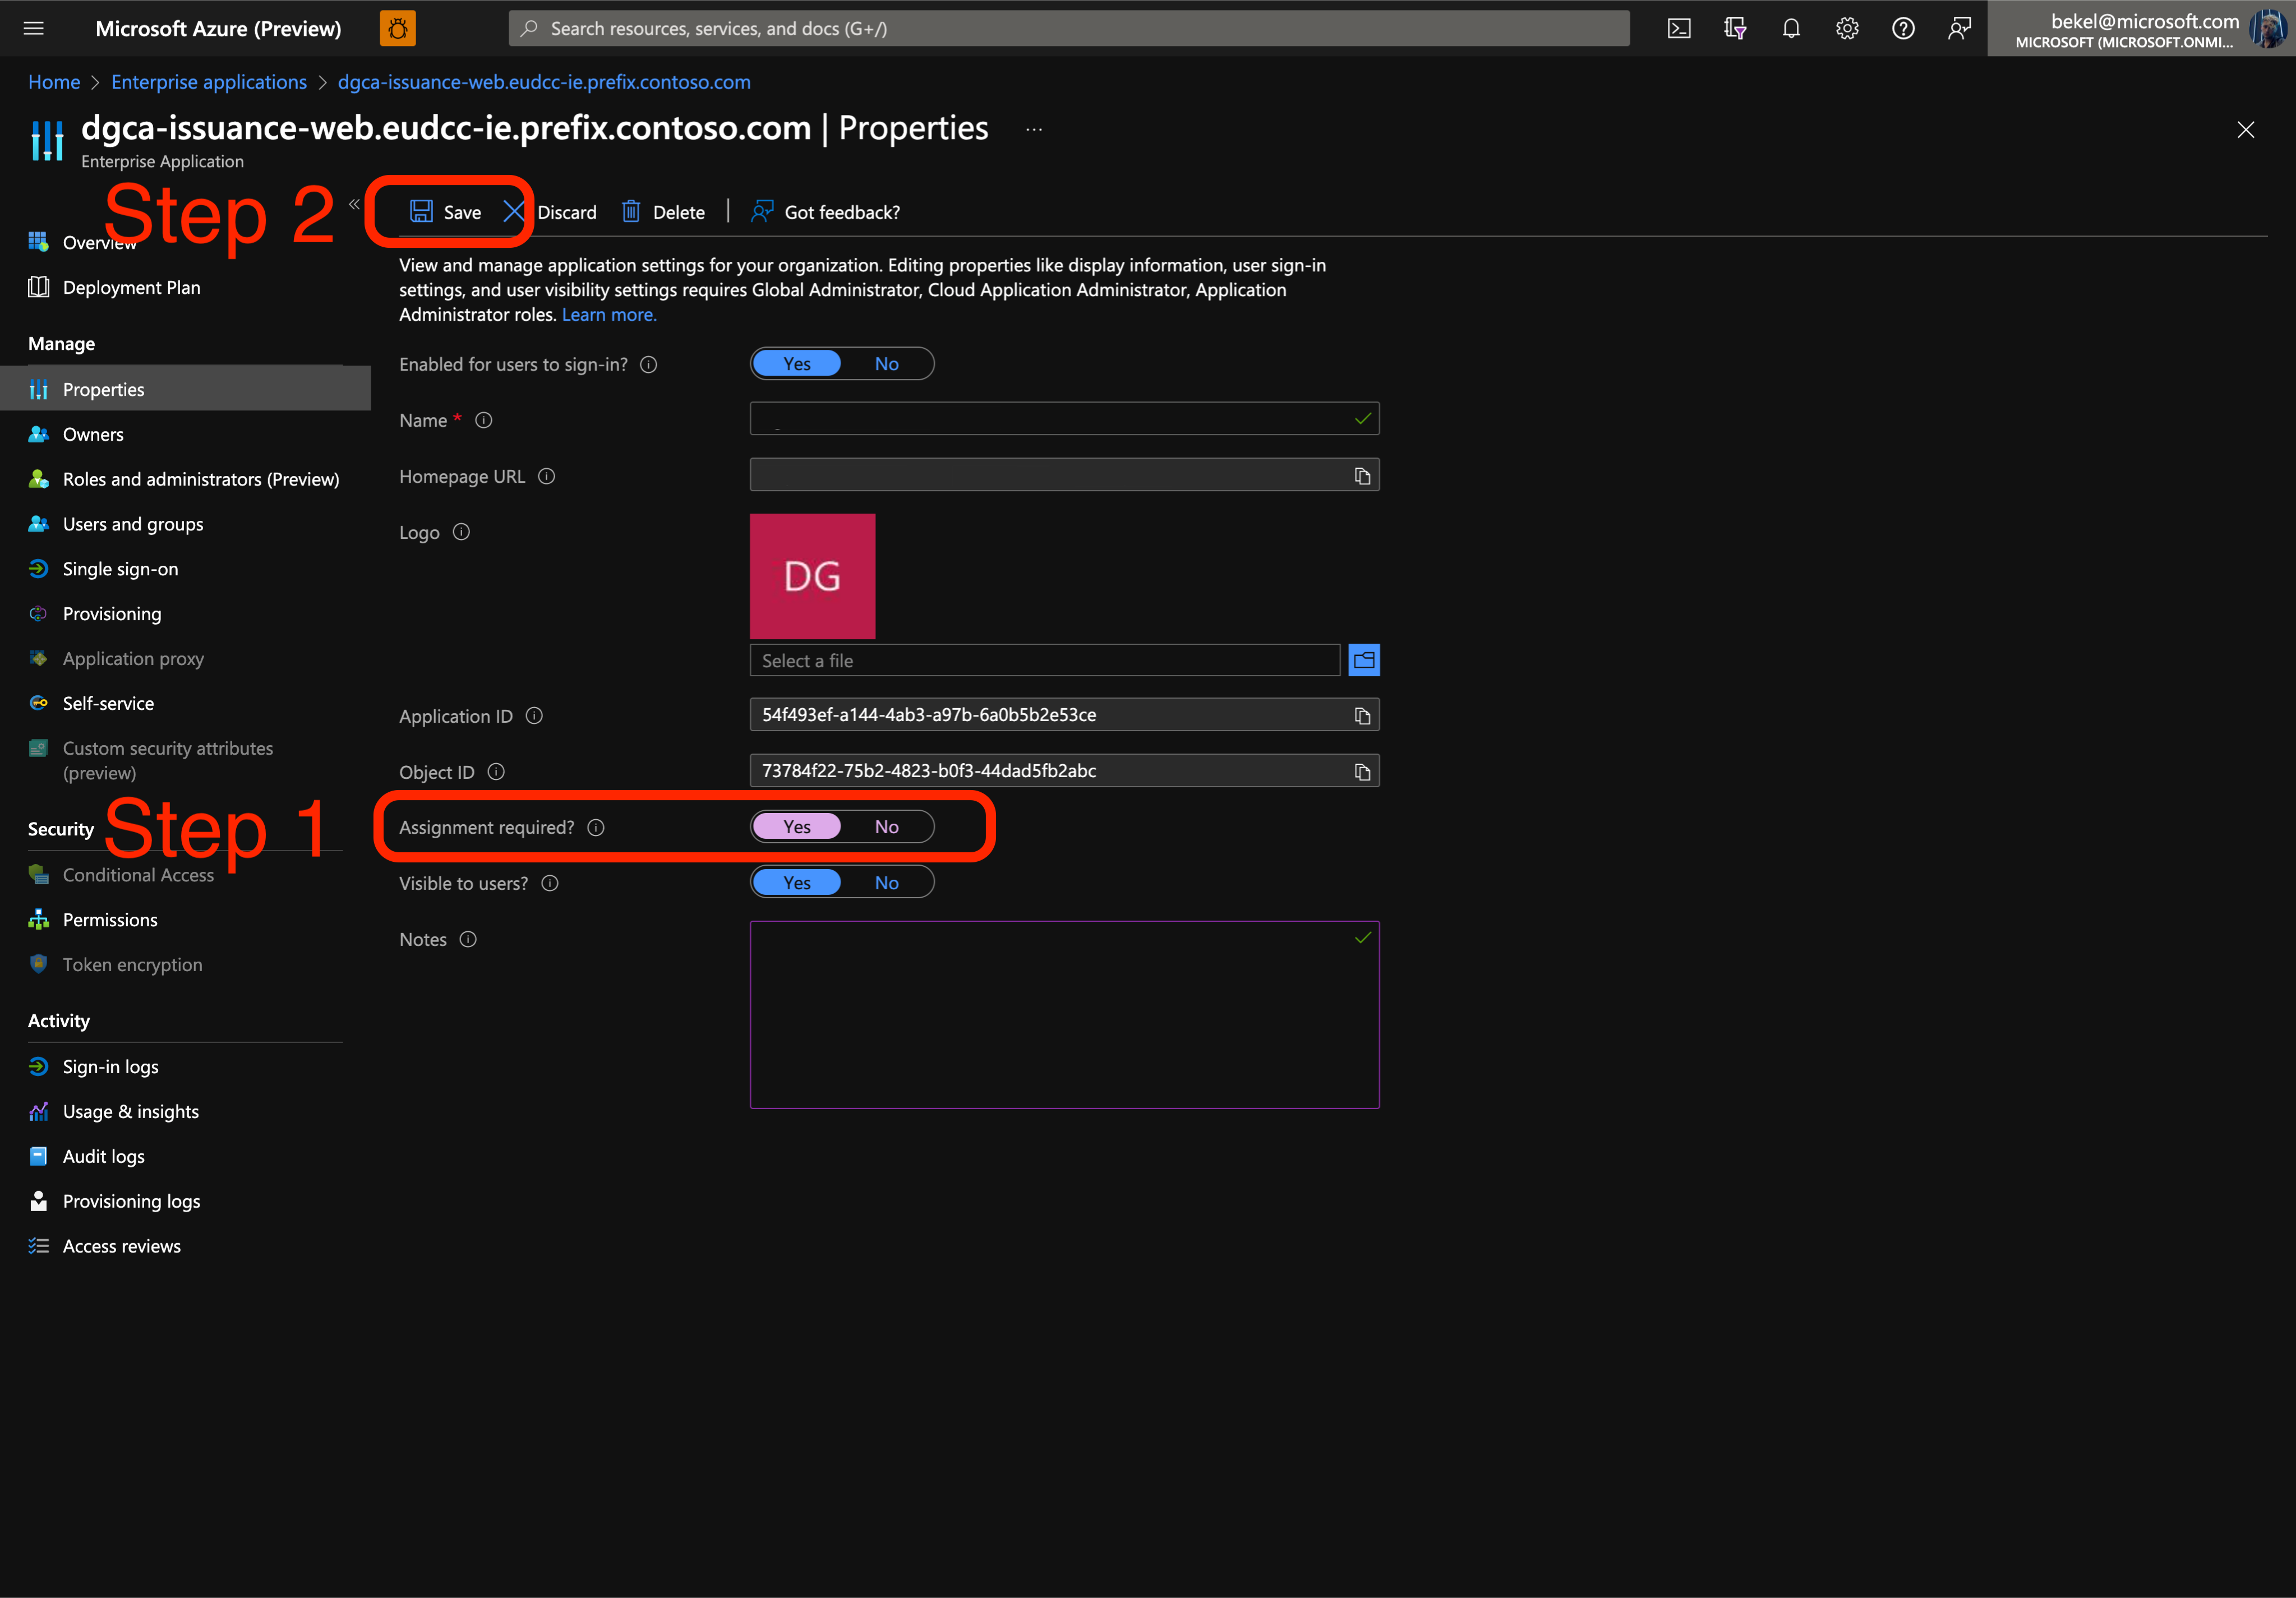 Microsoft Azure (Preview)
Search resources, services, and docs (G+/)
bekel@microsoft.com
MICROSOFT (MICROSOFT.ONMI...
Home > Enterprise applications > dgca-issuance-web.eudcc-ie.prefix.contoso.com
dgca-issuance-web.eudcc-ie.prefix.contoso.com | Properties ...
Enterprise Application
Step 2
Save Discard Delete | Got feedback?
Overview
Deployment Plan
Manage
Properties
Owners
Roles and administrators (Preview)
Users and groups
Single sign-on
Provisioning
Application proxy
Self-service
Custom security attributes
(preview)
Security
Step 1
Conditional Access
Permissions
Token encryption
Activity
Sign-in logs
Usage & insights
Audit logs
Provisioning logs
Access reviews
View and manage application settings for your organization. Editing properties like display information, user sign-in
settings, and user visibility settings requires Global Administrator, Cloud Application Administrator, Application
Administrator roles. Learn more.
Enabled for users to sign-in? Yes No
Name *
Homepage URL
Logo
DG
Select a file
Application ID 54f493ef-a144-4ab3-a97b-6a0b5b2e53ce
Object ID 73784f22-75b2-4823-b0f3-44dad5fb2abc
Assignment required? Yes No
Visible to users? Yes No
Notes